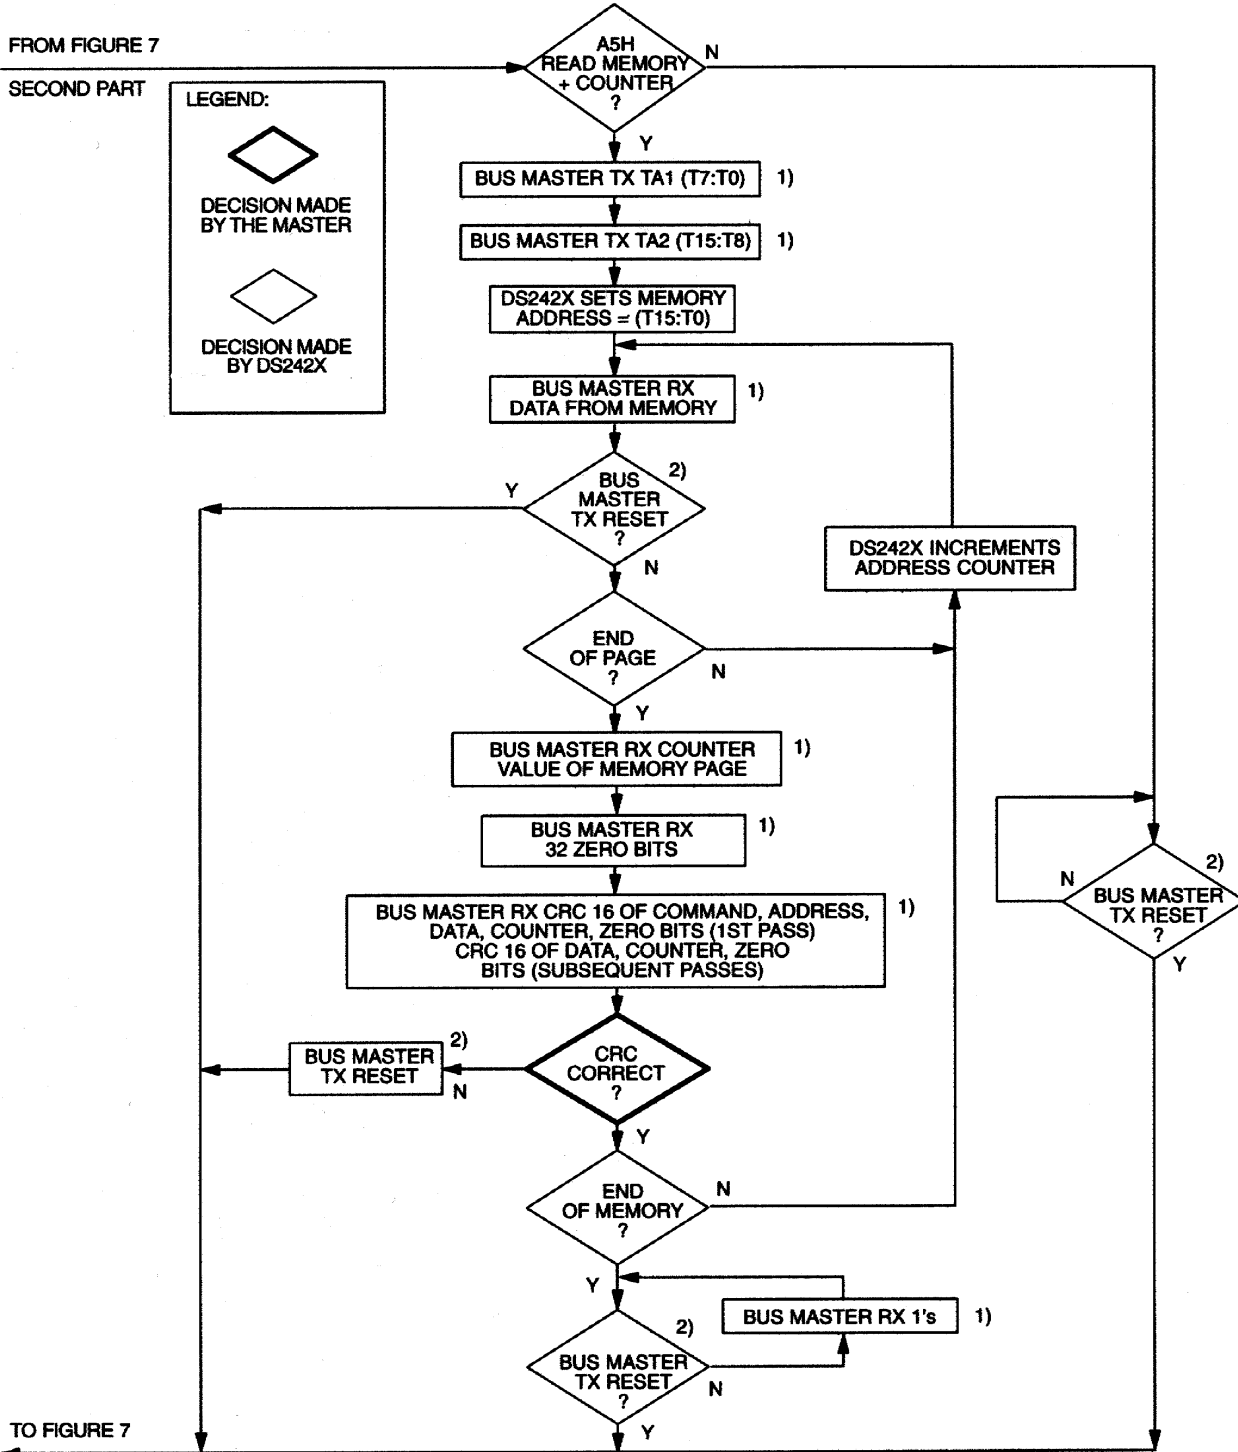 FROM FIGURE 7
SECOND PART
LEGEND:
DECISION MADE
BY THE MASTER
DECISION MADE
BY DS242X
A5H
READ MEMORY
+ COUNTER
?
N
Y
BUS MASTER TX TA1 (T7:T0)
1)
BUS MASTER TX TA2 (T15:T8)
1)
DS242X SETS MEMORY
ADDRESS = (T15:T0)
BUS MASTER RX
DATA FROM MEMORY
1)
BUS
MASTER
TX RESET
?
2)
Y
N
DS242X INCREMENTS
ADDRESS COUNTER
END
OF PAGE
?
N
Y
BUS MASTER RX COUNTER
VALUE OF MEMORY PAGE
1)
BUS MASTER RX
32 ZERO BITS
1)
BUS MASTER RX CRC 16 OF COMMAND, ADDRESS,
DATA, COUNTER, ZERO BITS (1ST PASS)
CRC 16 OF DATA, COUNTER, ZERO
BITS (SUBSEQUENT PASSES)
1)
N
BUS MASTER
TX RESET
?
2)
Y
CRC
CORRECT
?
BUS MASTER
TX RESET
2)
N
Y
END
OF MEMORY
?
N
Y
BUS MASTER RX 1's
1)
BUS MASTER
TX RESET
?
2)
N
Y
TO FIGURE 7